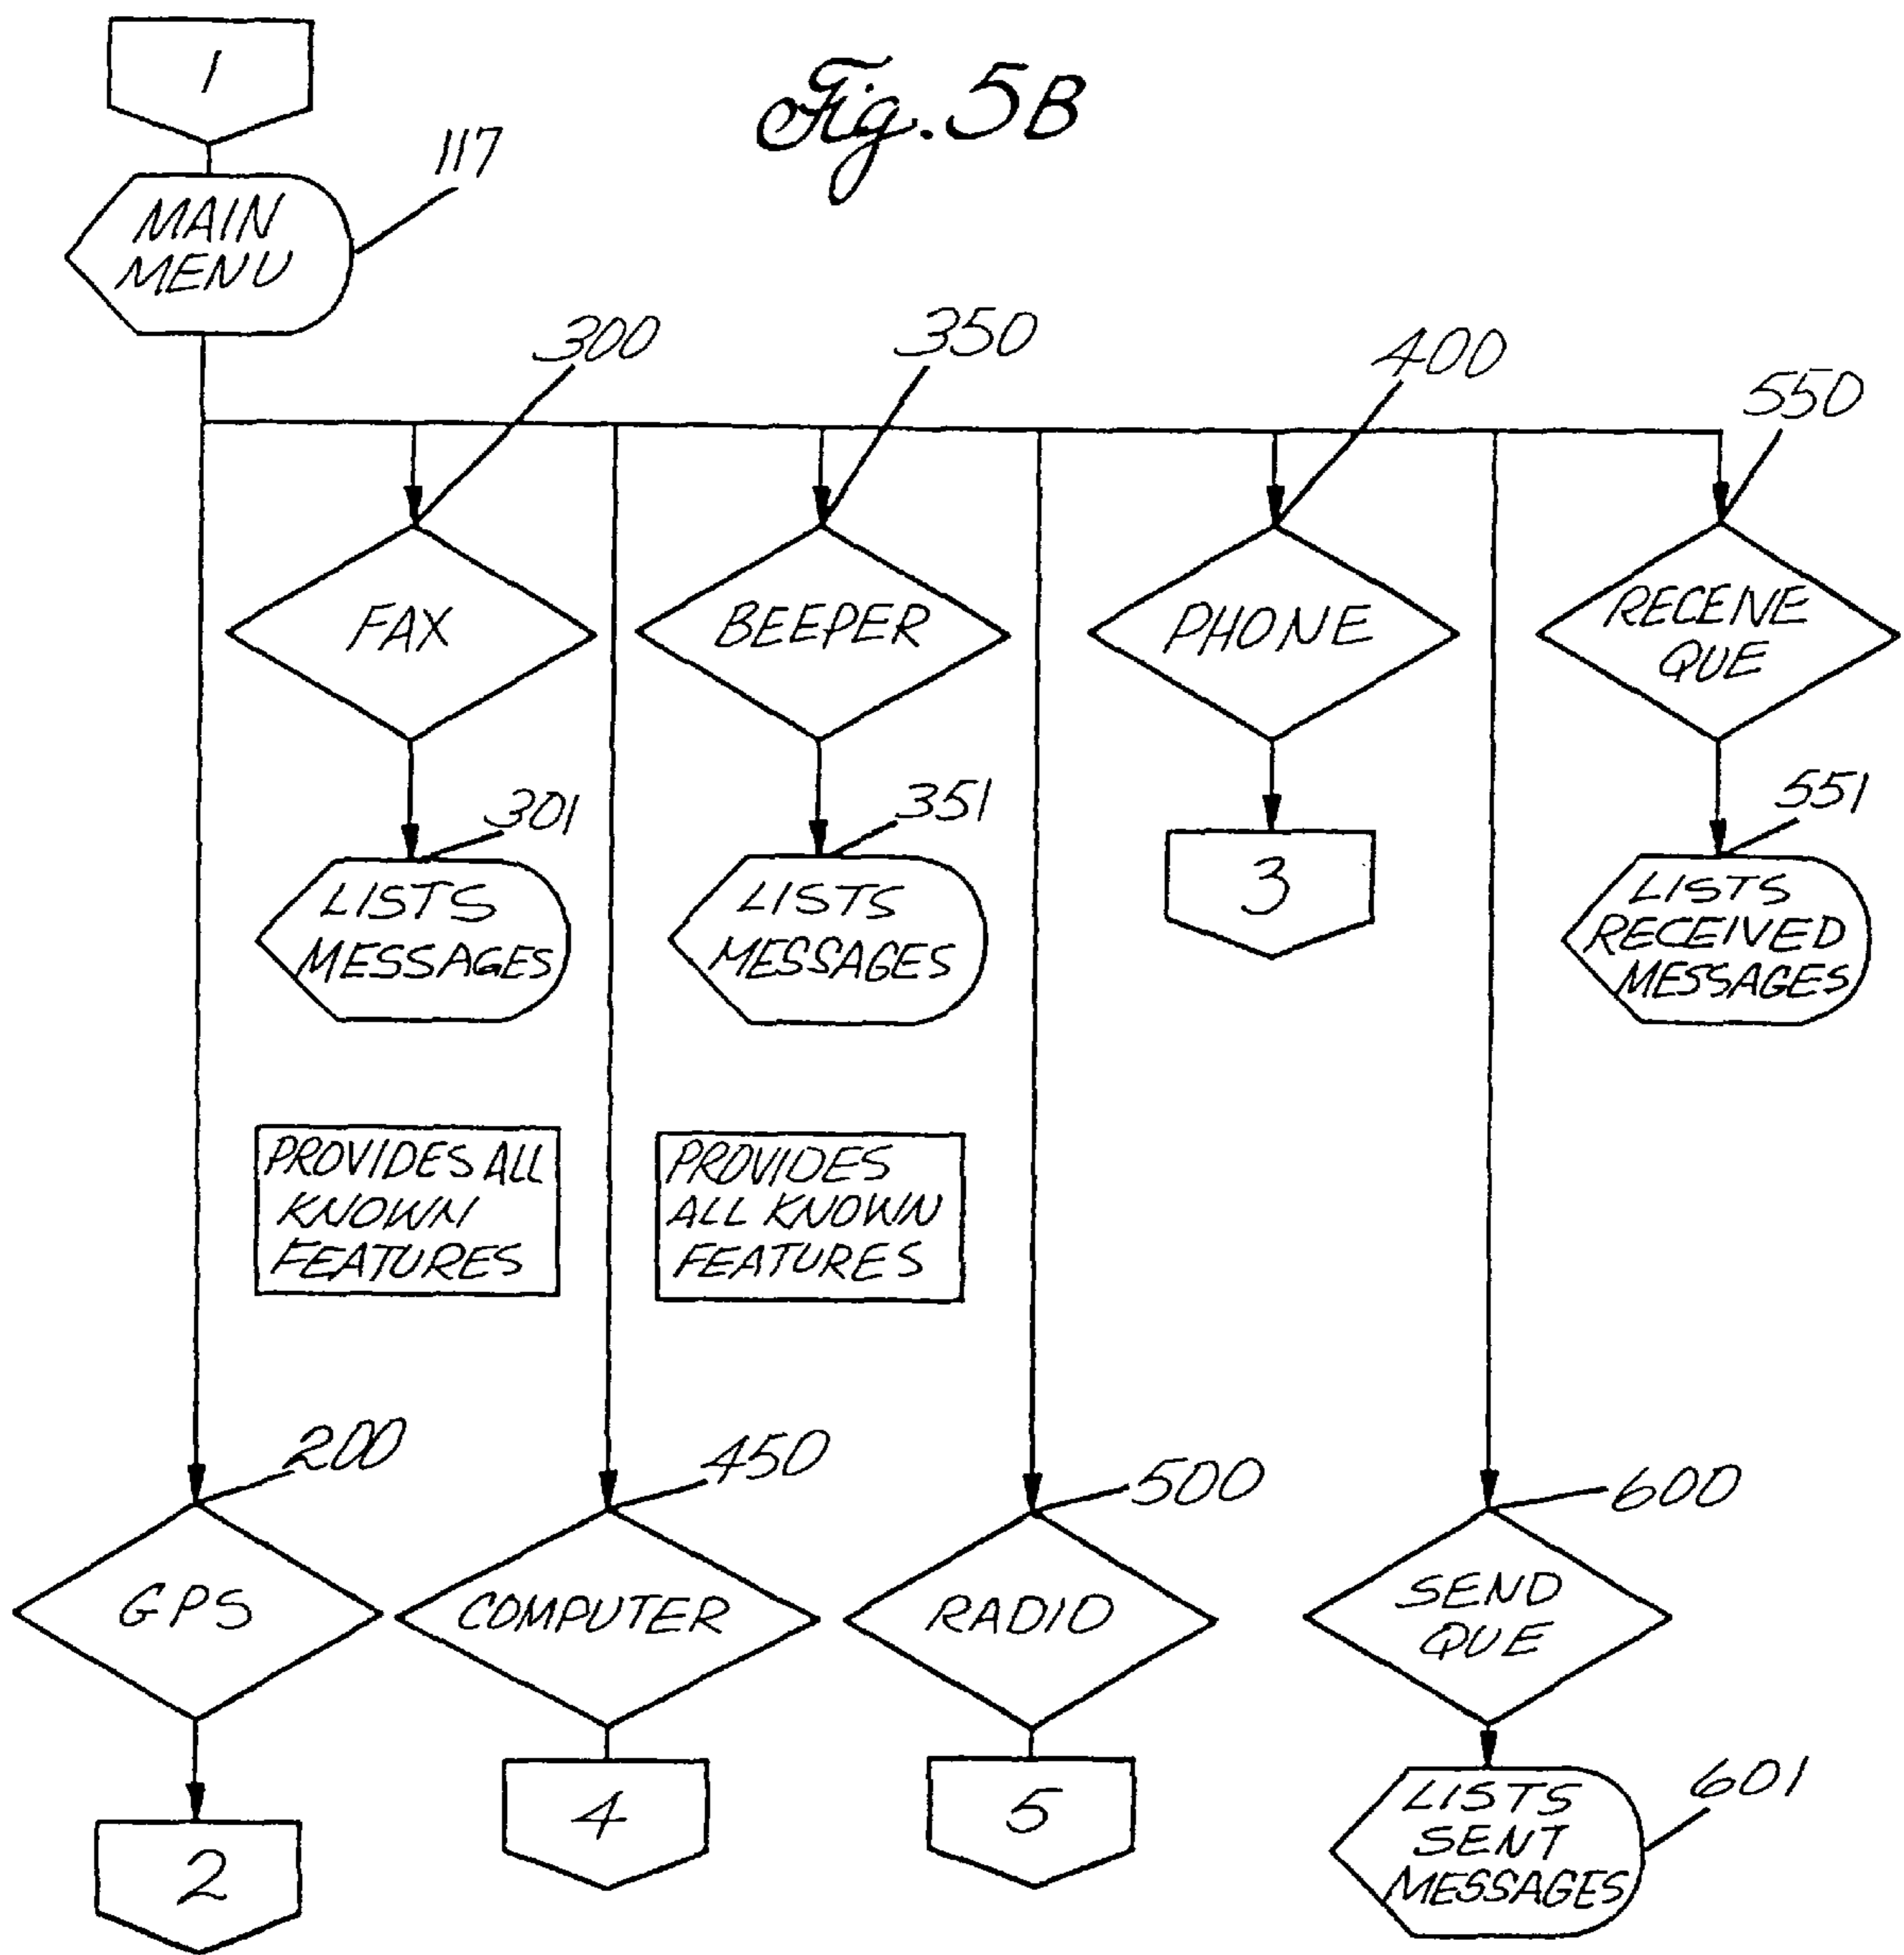 1
Fig. 5B
117
MAIN
MENU
300
350
400
550
FAX
BEEPER
PHONE
RECENE
QUE
301
351
551
LISTS
MESSAGES
LISTS
MESSAGES
3
LISTS
RECEIVED
MESSAGES
PROVIDES ALL
KNOWN
FEATURES
PROVIDES
ALL KNOWN
FEATURES
200
450
500
600
GPS
COMPUTER
RADIO
SEND
QUE
2
4
5
LISTS
SENT
MESSAGES
601